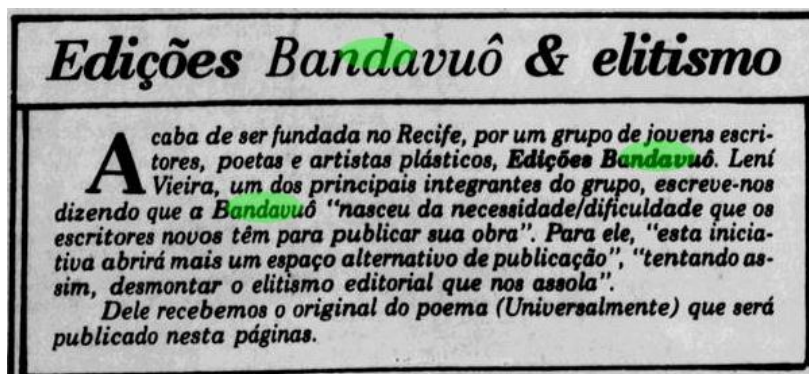 Edições Bandavuô & elitismo
Acaba de ser fundada no Recife, por um grupo de jovens escri-
tores, poetas e artistas plásticos, Edições Bandavuô. Lení
Vieira, um dos principais integrantes do grupo, escreve-nos
dizendo que a Bandavuô “nasceu da necessidade/dificuldade que os
escritores novos têm para publicar sua obra”. Para ele, “esta inicia-
tiva abrirá mais um espaço alternativo de publicação”, “tentando as-
sim, desmontar o elitismo editorial que nos assola”.
Dele recebemos o original do poema (Universalmente) que será
publicado nesta páginas.